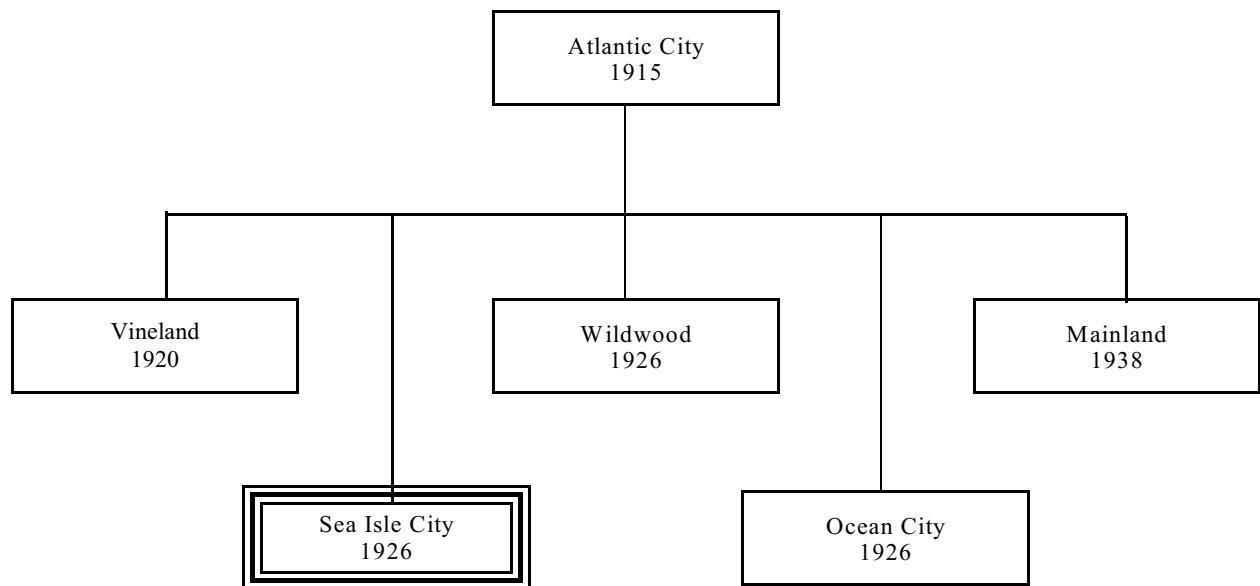 Atlantic City
1915
Vineland
1920
Wildwood
1926
Mainland
1938
Sea Isle City
1926
Ocean City
1926